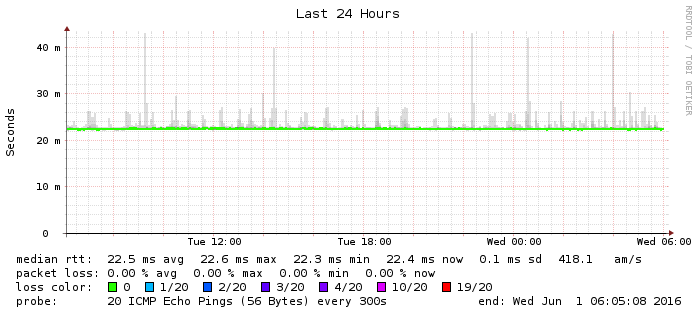 Last 24 Hours
RRDTOOL / TOBI OETIKER
Seconds
40 m
30 m
20 m
10 m
0
Tue 12:00 Tue 18:00 Wed 00:00 Wed 06:00
median rtt: 22.5 ms avg 22.6 ms max 22.3 ms min 22.4 ms now 0.1 ms sd 418.1 am/s
packet loss: 0.00 % avg 0.00 % max 0.00 % min 0.00 % now
loss color: 0 1/20 2/20 3/20 4/20 10/20 19/20
probe: 20 ICMP Echo Pings (56 Bytes) every 300s end: Wed Jun 1 06:05:08 2016